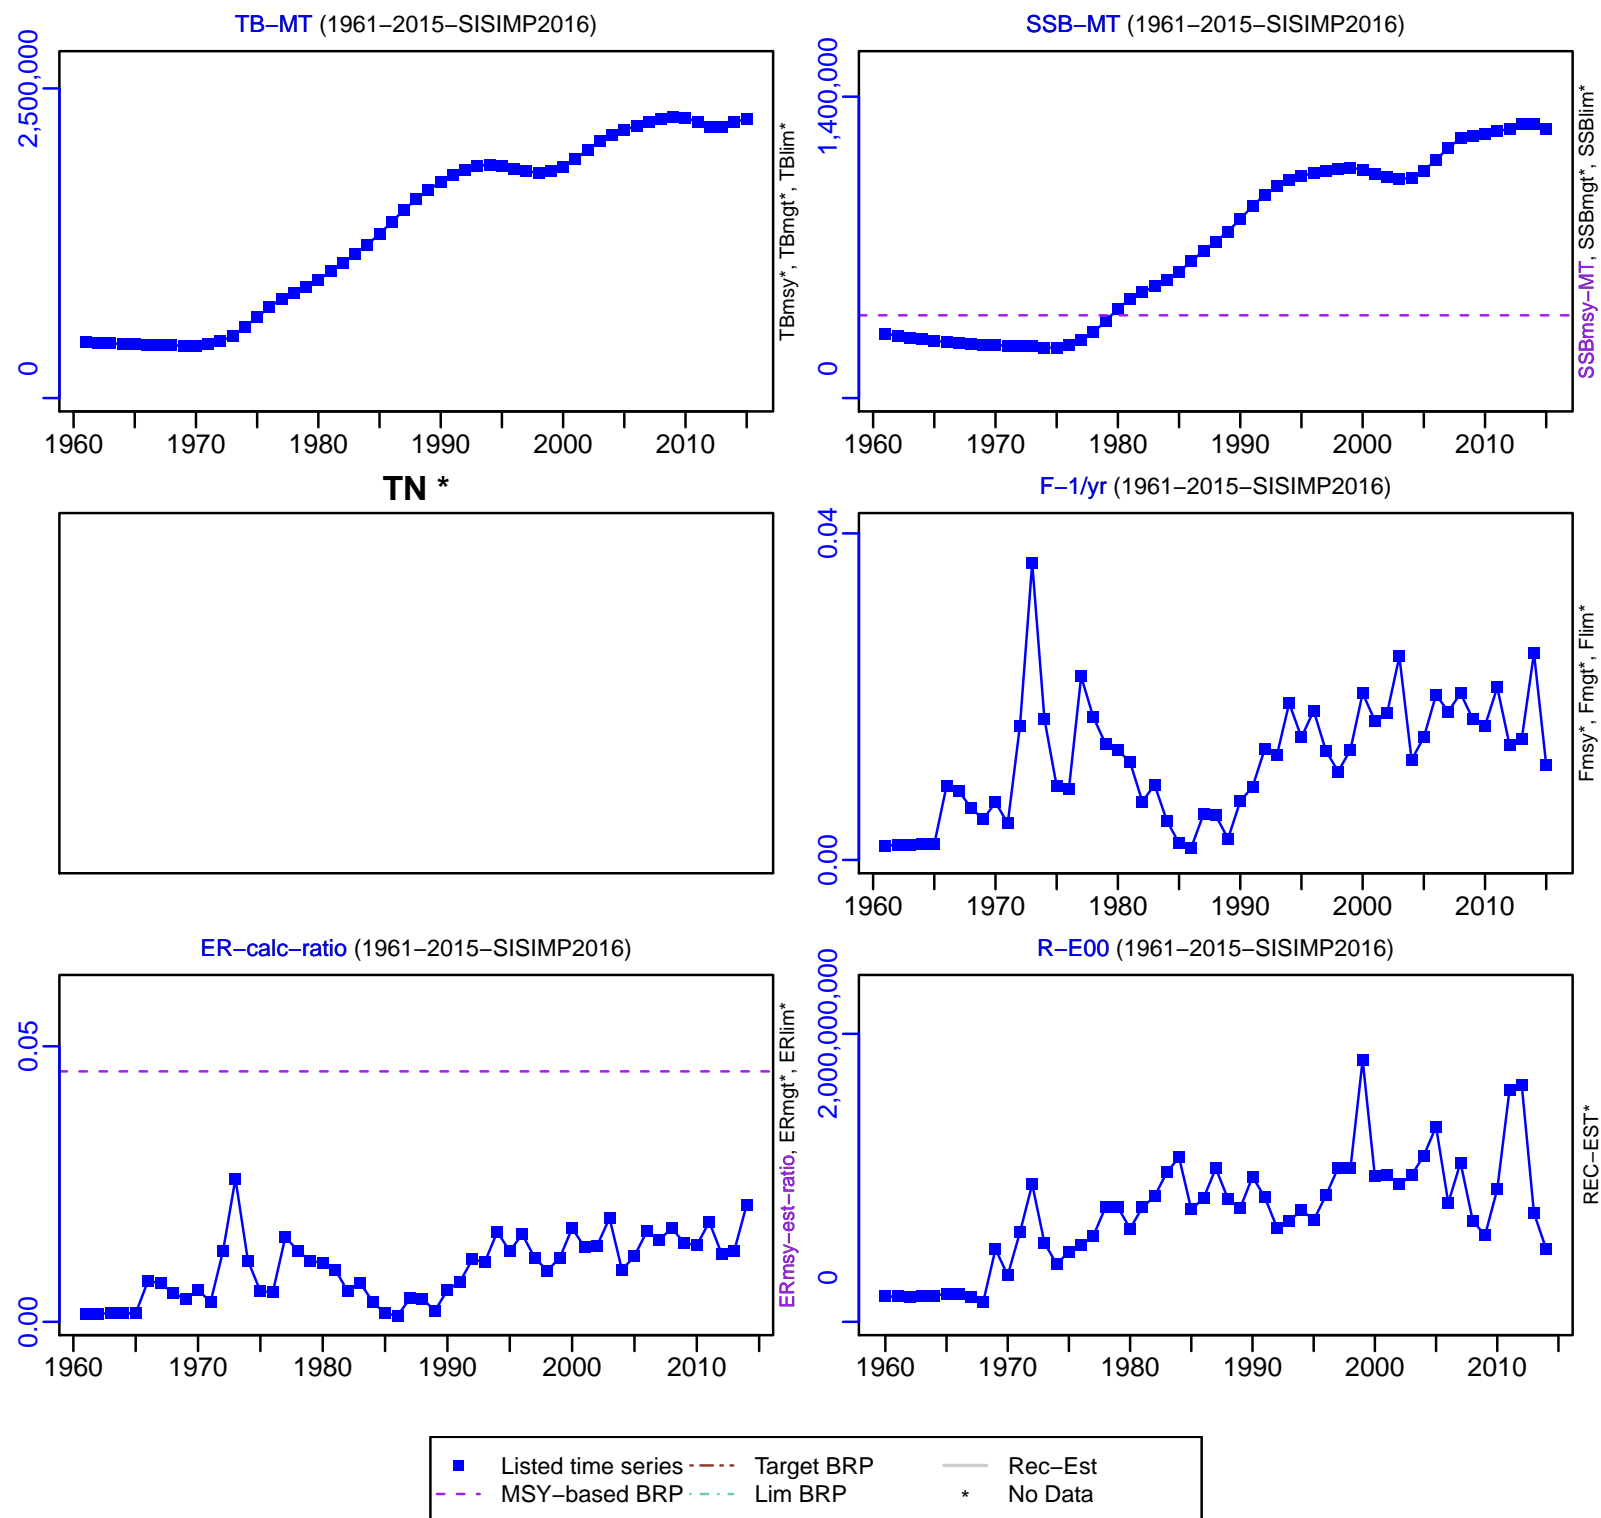 TB−MT (1961−2015−SISIMP2016)
2,500,000
0
1960 1970 1980 1990 2000 2010
TBmsy*, TBmgt*, TBlim*
SSB−MT (1961−2015−SISIMP2016)
1,400,000
0
1960 1970 1980 1990 2000 2010
SSBmsy−MT, SSBmgt*, SSBlim*
TN *
F−1/yr (1961−2015−SISIMP2016)
0.04
0.00
1960 1970 1980 1990 2000 2010
Fmsy*, Fmgt*, Flim*
ER−calc−ratio (1961−2015−SISIMP2016)
0.05
0.00
1960 1970 1980 1990 2000 2010
ERmsy−est−ratio, ERmgt*, ERlim*
R−E00 (1961−2015−SISIMP2016)
2,000,000
0
1960 1970 1980 1990 2000 2010
REC−EST*
Listed time series Target BRP Rec−Est
MSY−based BRP Lim BRP * No Data